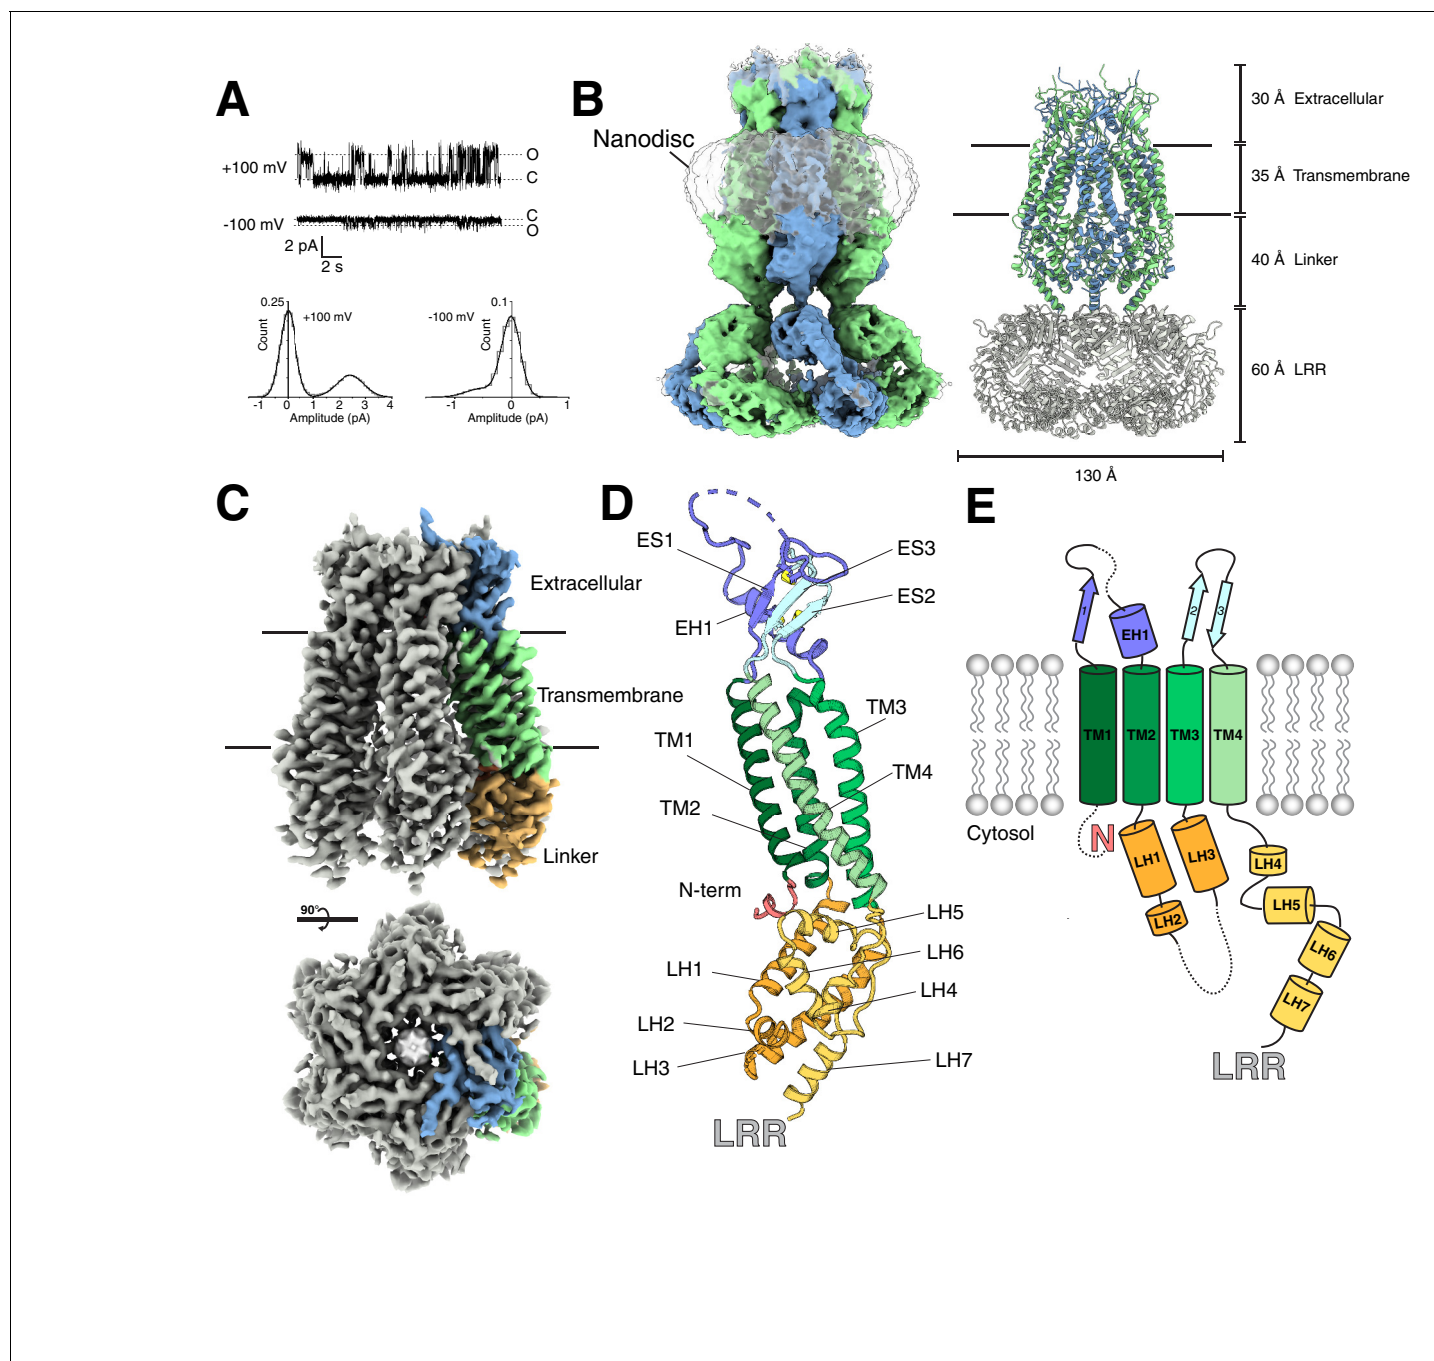 A
+100 mV
O
C
-100 mV
C
O
2 pA
2 s
0.25
Count
+100 mV
-1 0 1 2 3 4
Amplitude (pA)
-100 mV
0.1
Count
-1 0 1
Amplitude (pA)
B
Nanodisc
30 Å Extracellular
35 Å Transmembrane
40 Å Linker
60 Å LRR
130 Å
C
Extracellular
Transmembrane
Linker
90°
D
ES1
ES3
ES2
EH1
TM3
TM1
TM4
TM2
N-term
LH5
LH6
LH1
LH4
LH2
LH3
LH7
LRR
E
1
EH1
2
3
TM1
TM2
TM3
TM4
Cytosol
N
LH1
LH3
LH4
LH2
LH5
LH6
LH7
LRR